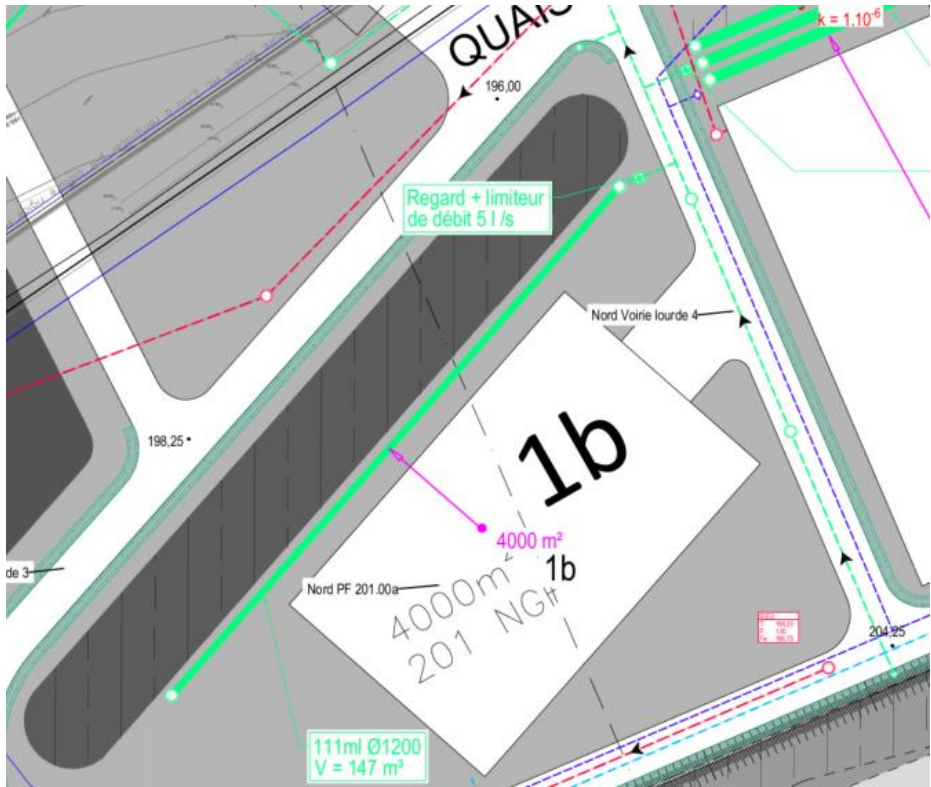 QUAIS
k = 1.10-6
196,00
Regard + limiteur
de débit 5 l /s
Nord Voirie lourde 4
198,25
1b
4000 m²
1b
de 3
Nord PF 201.00a
4000m²
201 NG
204,25
111ml Ø1200
V = 147 m³